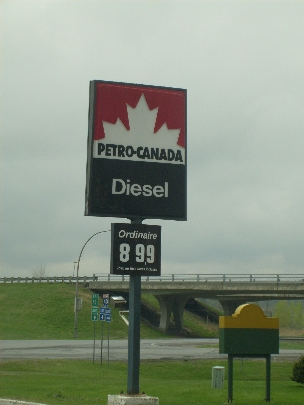 PETRO-CANADA
Diesel
Ordinaire
8 99